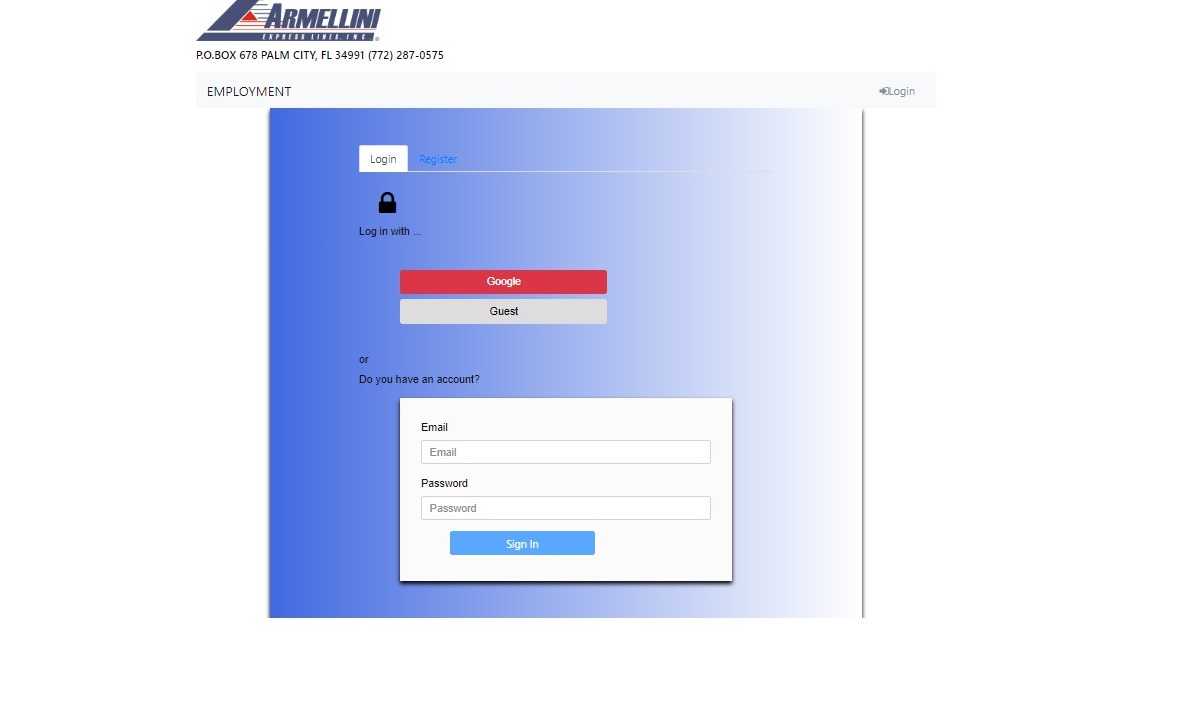 ARMELLINI
EXPRESS LINES, INC.
P.O.BOX 678 PALM CITY, FL 34991 (772) 287-0575
EMPLOYMENT
Login
Login
Register
Log in with ...
Google
Guest
or
Do you have an account?
Email
Email
Password
Password
Sign In